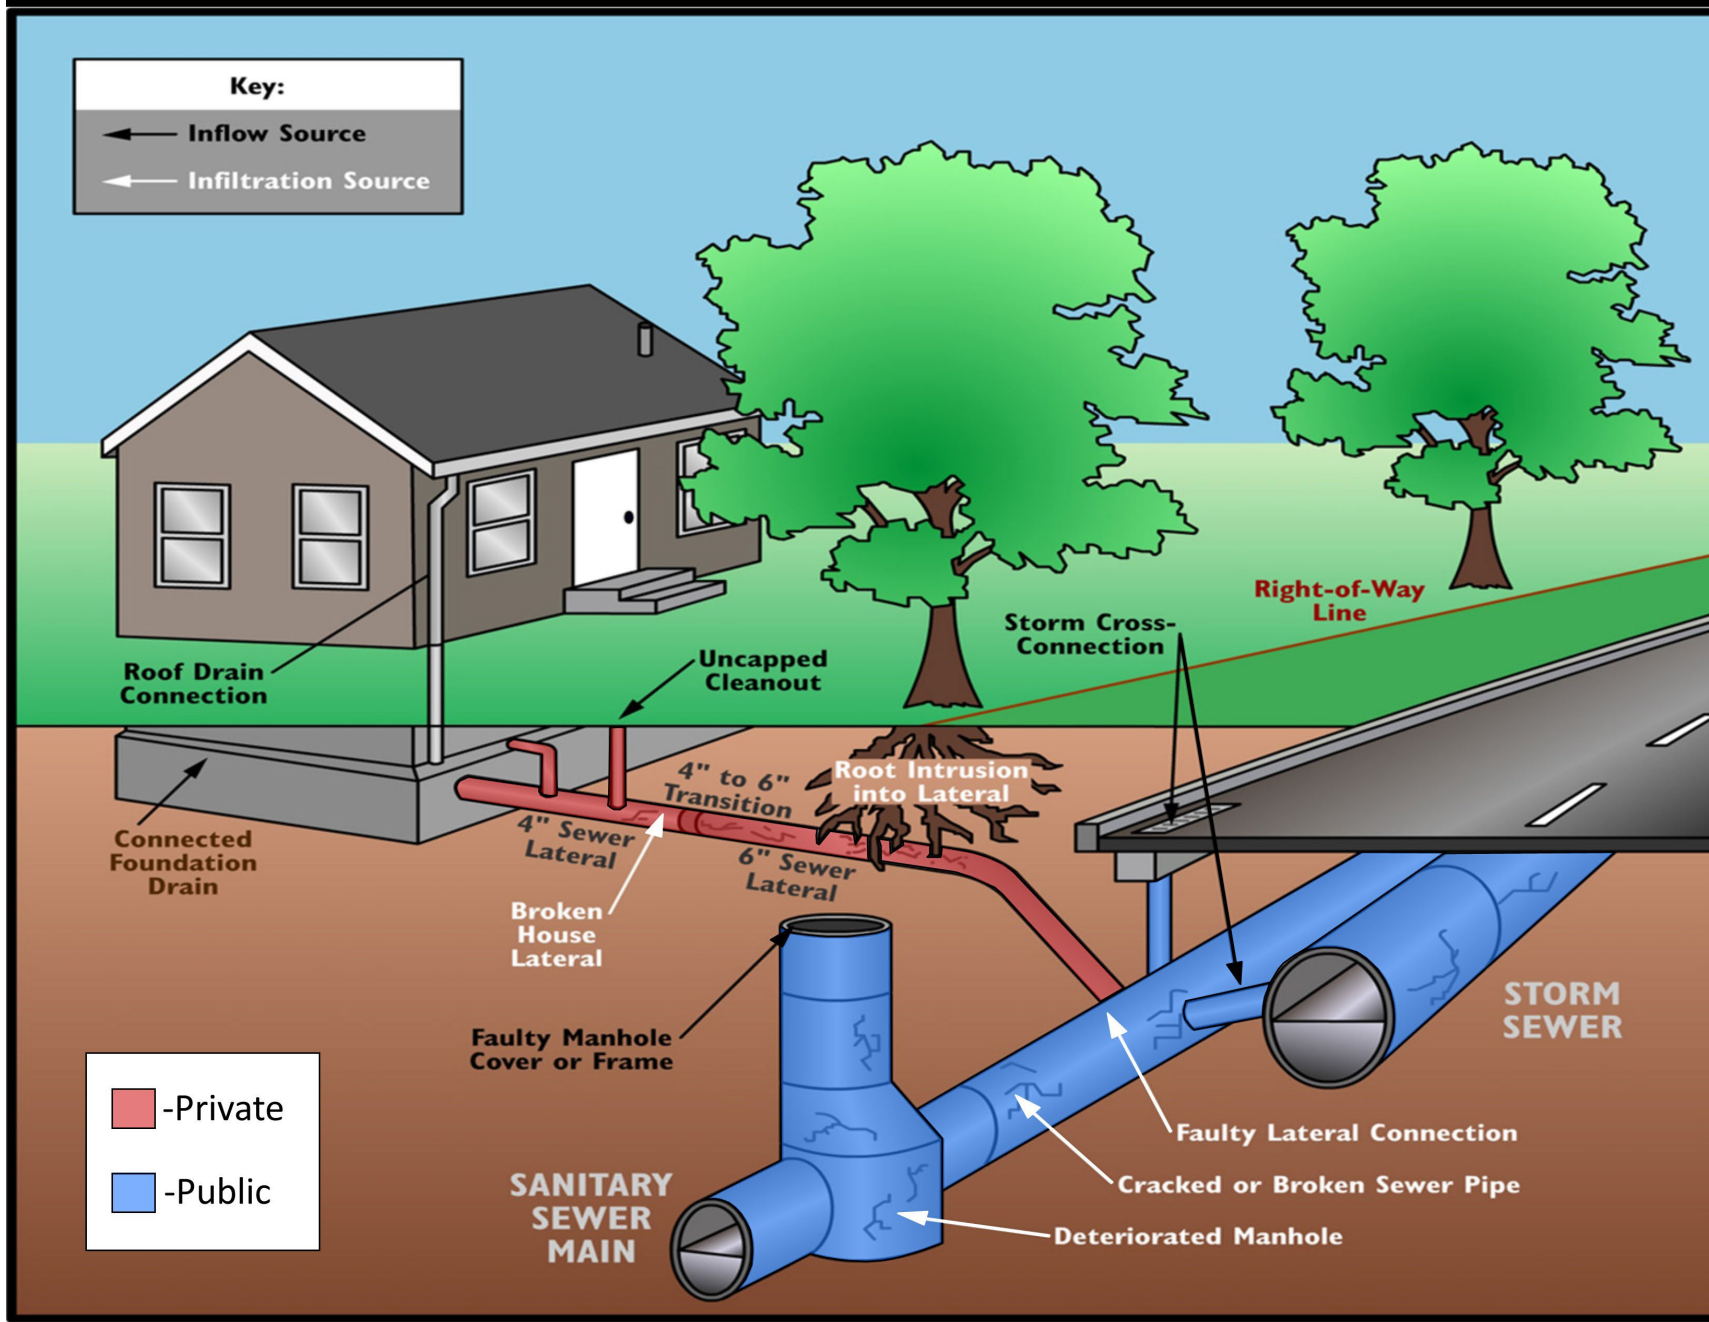 Key:
Inflow Source
Infiltration Source
Right-of-Way
Line
Storm Cross-
Connection
Uncapped
Cleanout
Roof Drain
Connection
Root Intrusion
into Lateral
4" to 6"
Transition
4" Sewer
Lateral
6" Sewer
Lateral
Connected
Foundation
Drain
Broken
House
Lateral
Faulty Manhole
Cover or Frame
STORM
SEWER
-Private
-Public
SANITARY
SEWER
MAIN
Faulty Lateral Connection
Cracked or Broken Sewer Pipe
Deteriorated Manhole